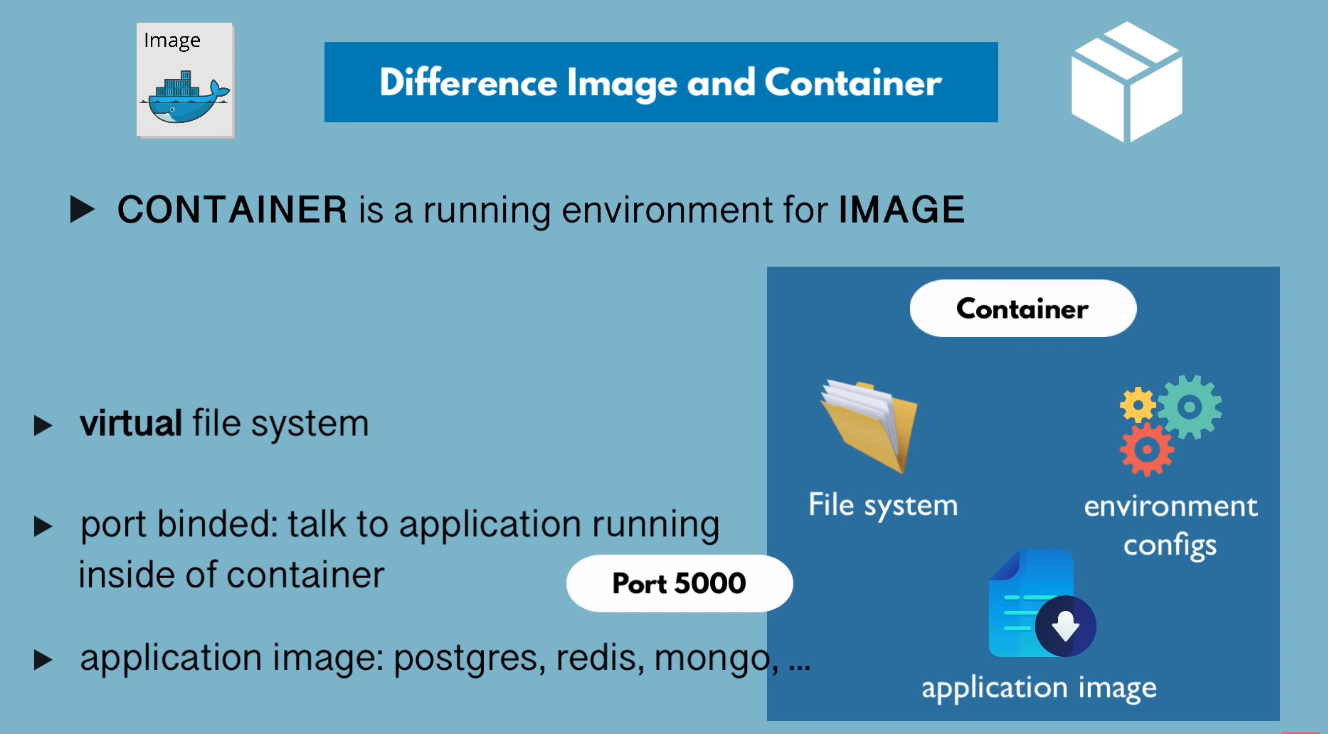 Image
Difference Image and Container
CONTAINER is a running environment for IMAGE
Container
virtual file system
File system
environment
configs
port binded: talk to application running
inside of container
Port 5000
application image: postgres, redis, mongo, ...
application image